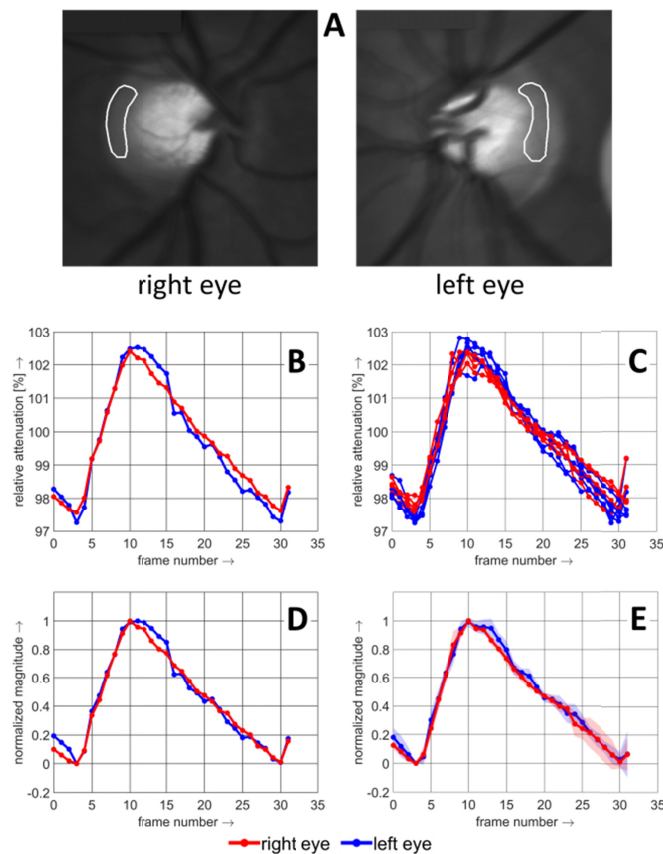 A
right eye
left eye
103
102
101
100
99
98
97
relative attenuation [%] →
0 5 10 15 20 25 30 35
frame number →
B
103
102
101
100
99
98
97
relative attenuation [%] →
0 5 10 15 20 25 30 35
frame number →
C
1
0.8
0.6
0.4
0.2
0
-0.2
normalized magnitude →
0 5 10 15 20 25 30 35
frame number →
D
1
0.8
0.6
0.4
0.2
0
-0.2
normalized magnitude →
0 5 10 15 20 25 30 35
frame number →
E
right eye left eye